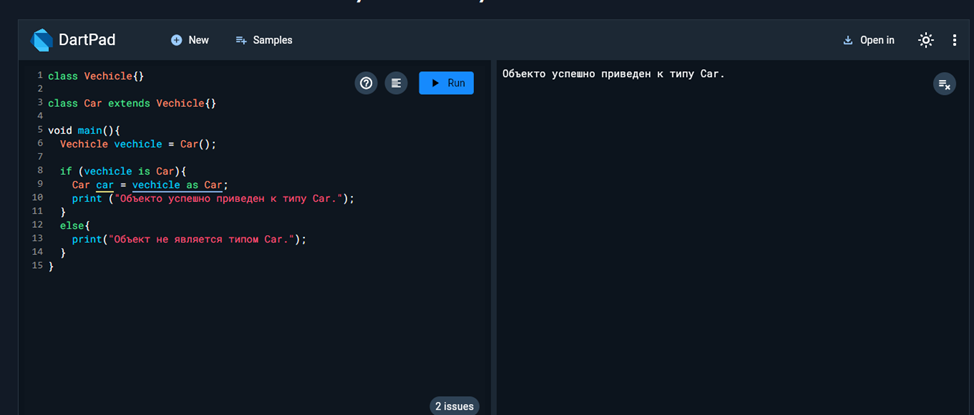 DartPad
New
Samples
Open in
Run
1 class Vechicle{}
2
3 class Car extends Vechicle{}
4
5 void main(){
6 Vechicle vechicle = Car();
7
8 if (vechicle is Car){
9 Car car = vechicle as Car;
10 print ("Объекто успешно приведен к типу Car.");
11 }
12 else{
13 print("Объект не является типом Car.");
14 }
15 }
2 issues
Объекто успешно приведен к типу Car.